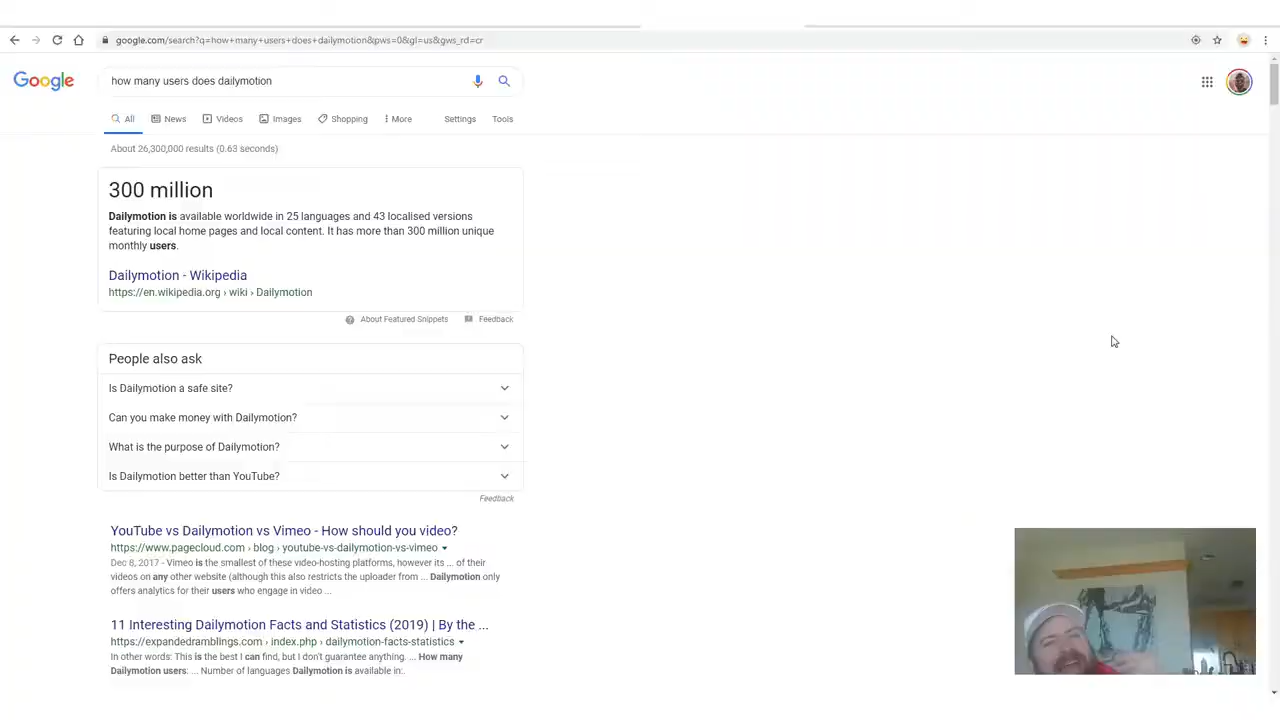 google.com/search?q=how+many+users+does+dailymotion&pws=0&gl=us&gws_rd=cr
Google
how many users does dailymotion
All News Videos Images Shopping More Settings Tools
About 26,300,000 results (0.63 seconds)
300 million
Dailymotion is available worldwide in 25 languages and 43 localised versions
featuring local home pages and local content. It has more than 300 million unique
monthly users.
Dailymotion - Wikipedia
https://en.wikipedia.org › wiki › Dailymotion
About Featured Snippets Feedback
People also ask
Is Dailymotion a safe site?
Can you make money with Dailymotion?
What is the purpose of Dailymotion?
Is Dailymotion better than YouTube?
Feedback
YouTube vs Dailymotion vs Vimeo - How should you video?
https://www.pagecloud.com › blog › youtube-vs-dailymotion-vs-vimeo
Dec 8, 2017 - Vimeo is the smallest of these video-hosting platforms, however its ... of their
videos on any other website (although this also restricts the uploader from ... Dailymotion only
offers analytics for their users who engage in video ...
11 Interesting Dailymotion Facts and Statistics (2019) | By the ...
https://expandedramblings.com › index.php › dailymotion-facts-statistics
In other words: This is the best I can find, but I don't guarantee anything. ... How many
Dailymotion users: ... Number of languages Dailymotion is available in:.